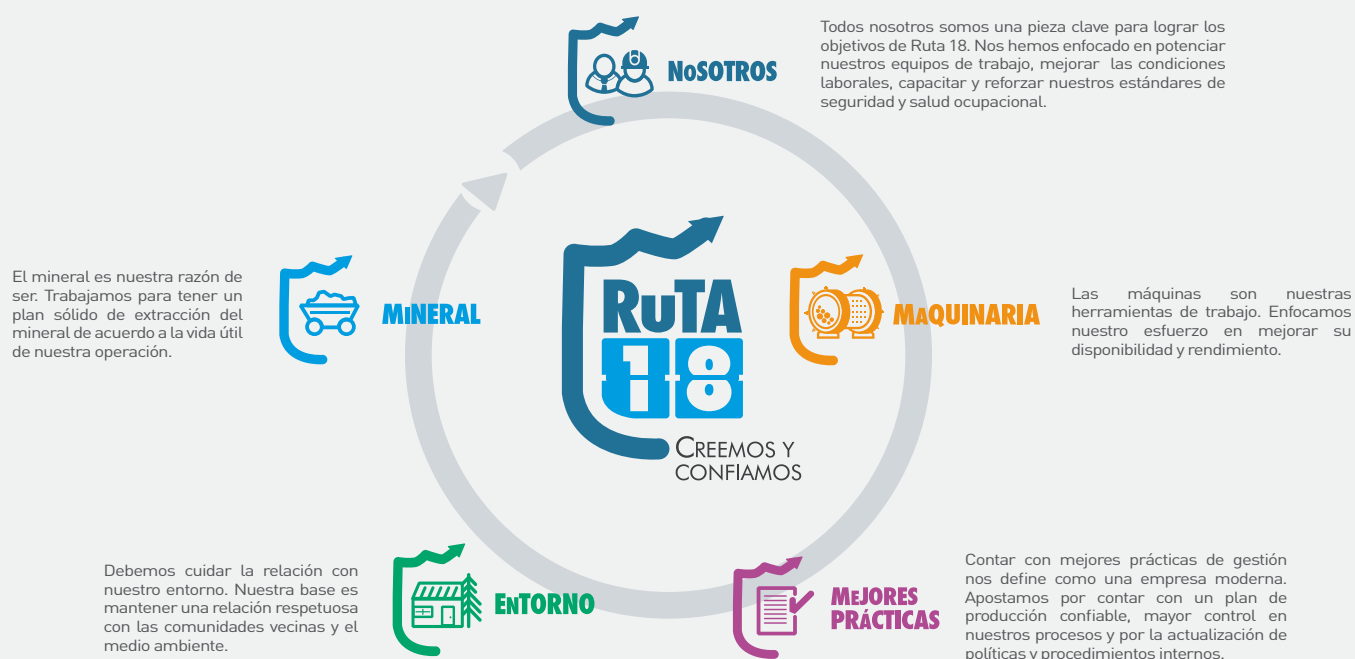 NoSOTROS
Todos nosotros somos una pieza clave para lograr los
objetivos de Ruta 18. Nos hemos enfocado en potenciar
nuestros equipos de trabajo, mejorar las condiciones
laborales, capacitar y reforzar nuestros estándares de
seguridad y salud ocupacional.
El mineral es nuestra razón de
ser. Trabajamos para tener un
plan sólido de extracción del
mineral de acuerdo a la vida útil
de nuestra operación.
MiNERAL
RuTA
18
CREEMOS Y
CONFIAMOS
MaQUINARIA
Las máquinas son nuestras
herramientas de trabajo. Enfocamos
nuestro esfuerzo en mejorar su
disponibilidad y rendimiento.
Debemos cuidar la relación con
nuestro entorno. Nuestra base es
mantener una relación respetuosa
con las comunidades vecinas y el
medio ambiente.
EnTORNO
MeJORES
PRÁCTICAS
Contar con mejores prácticas de gestión
nos define como una empresa moderna.
Apostamos por contar con un plan de
producción confiable, mayor control en
nuestros procesos y por la actualización de
políticas y procedimientos internos.